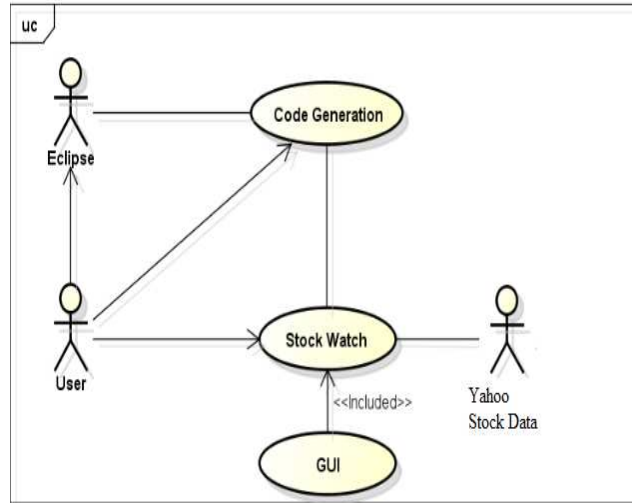 uc
Code Generation
Eclipse
Stock Watch
User
Yahoo
Stock Data
<<Included>>
GUI